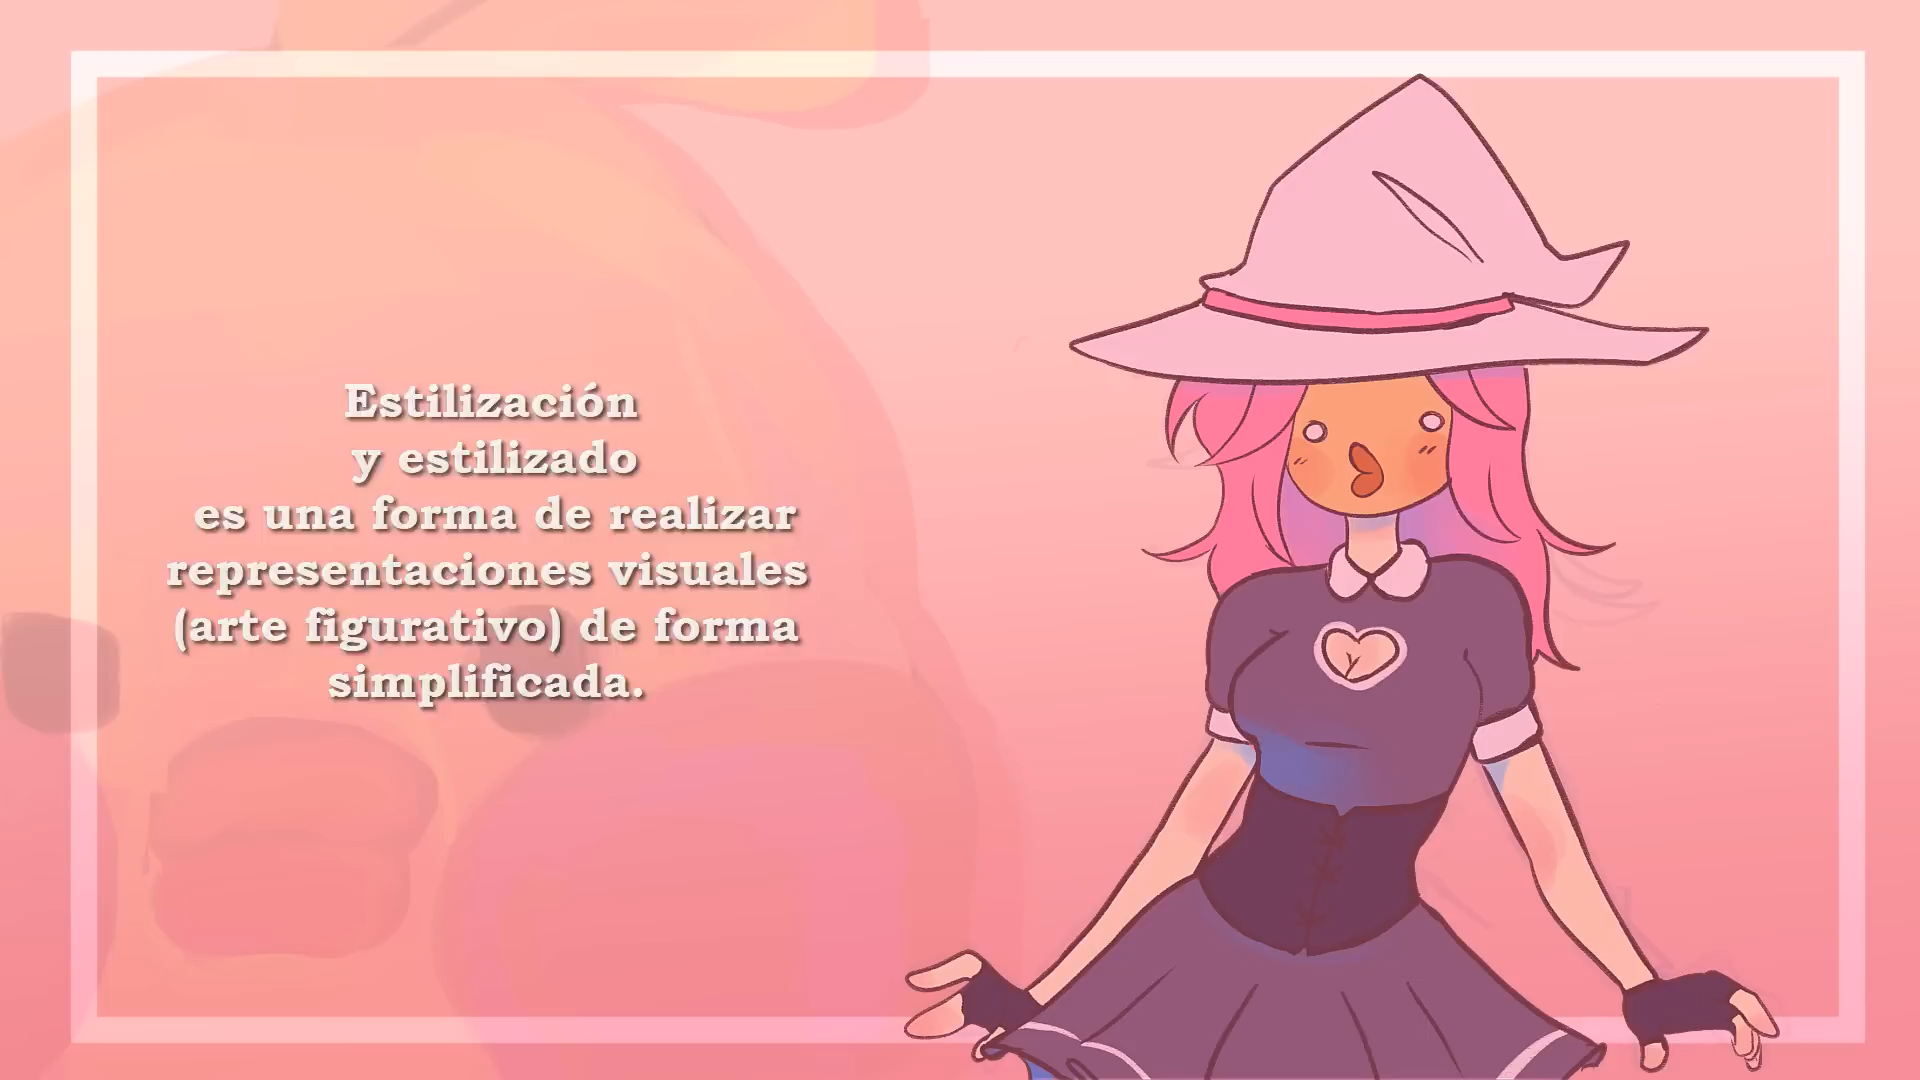 Estilización
y estilizado
es una forma de realizar
representaciones visuales
(arte figurativo) de forma
simplificada.